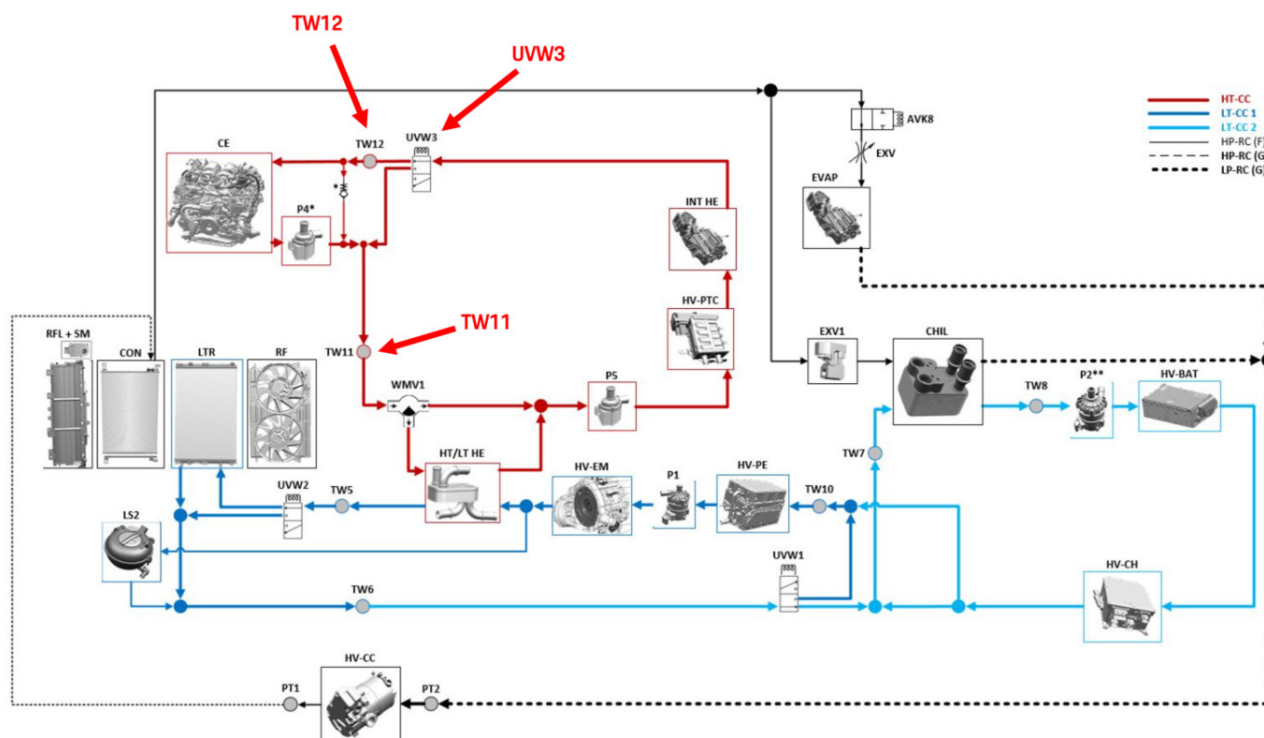 TW12
UVW3
HT-CC
LT-CC 1
LT-CC 2
HP-RC (F)
HP-RC (G)
LP-RC (G)
AVK8
EXV
UVW3
CE
TW12
*
P4*
EVAP
INT HE
HV-PTC
TW11
TW11
RFL + SM
CON
LTR
RF
WMV1
P5
EXV1
CHIL
TW8
P2**
HV-BAT
HT/LT HE
HV-EM
P1
HV-PE
TW7
UVW2
TW5
TW10
LS2
UVW1
HV-CH
TW6
HV-CC
PT1
PT2